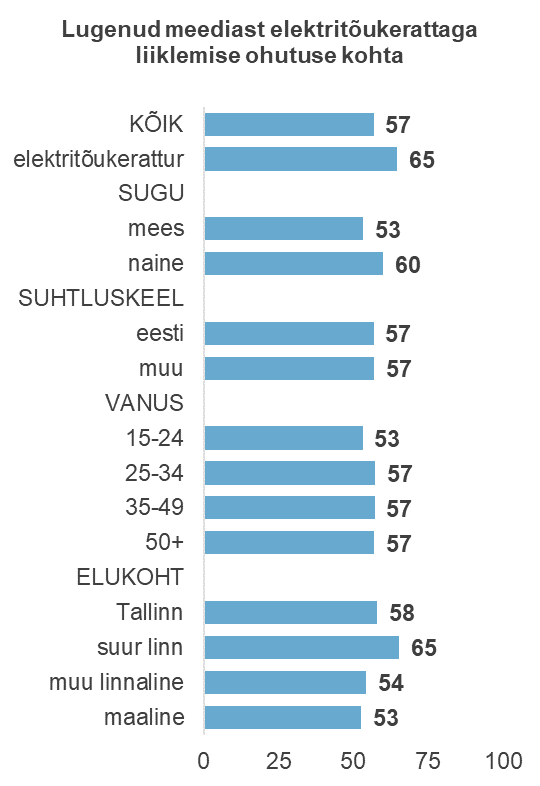 Lugenud meediast elektritõukerattaga
liiklemise ohutuse kohta
KÕIK 57
elektritõukerattur 65
SUGU
mees 53
naine 60
SUHTLUSKEEL
eesti 57
muu 57
VANUS
15-24 53
25-34 57
35-49 57
50+ 57
ELUKOHT
Tallinn 58
suur linn 65
muu linnaline 54
maaline 53
0 25 50 75 100